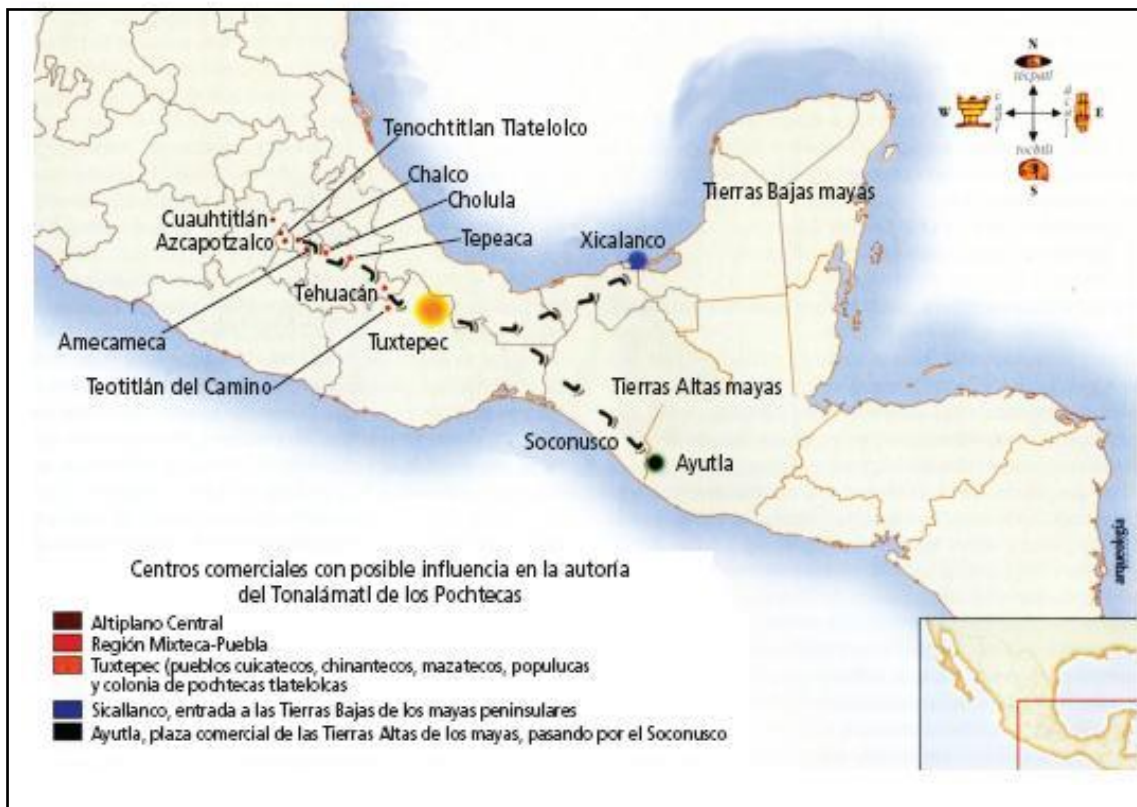 N
técpatl
W
E
tochtli
S
Tenochtitlan Tlatelolco
Chalco
Cholula
Cuauhtitlán
Azcapotzalco
Tepeaca
Tierras Bajas mayas
Xicalanco
Tehuacán
Amecameca
Tuxtepec
Teotitlán del Camino
Tierras Altas mayas
Soconusco
Ayutla
arqueología
Centros comerciales con posible influencia en la autoría
del Tonalámatl de los Pochtecas
Altiplano Central
Región Mixteca-Puebla
Tuxtepec (pueblos cuicatecos, chinantecos, mazatecos, populucas
y colonia de pochtecas tlatelolcas
Sicallanco, entrada a las Tierras Bajas de los mayas peninsulares
Ayutla, plaza comercial de las Tierras Altas de los mayas, pasando por el Soconusco